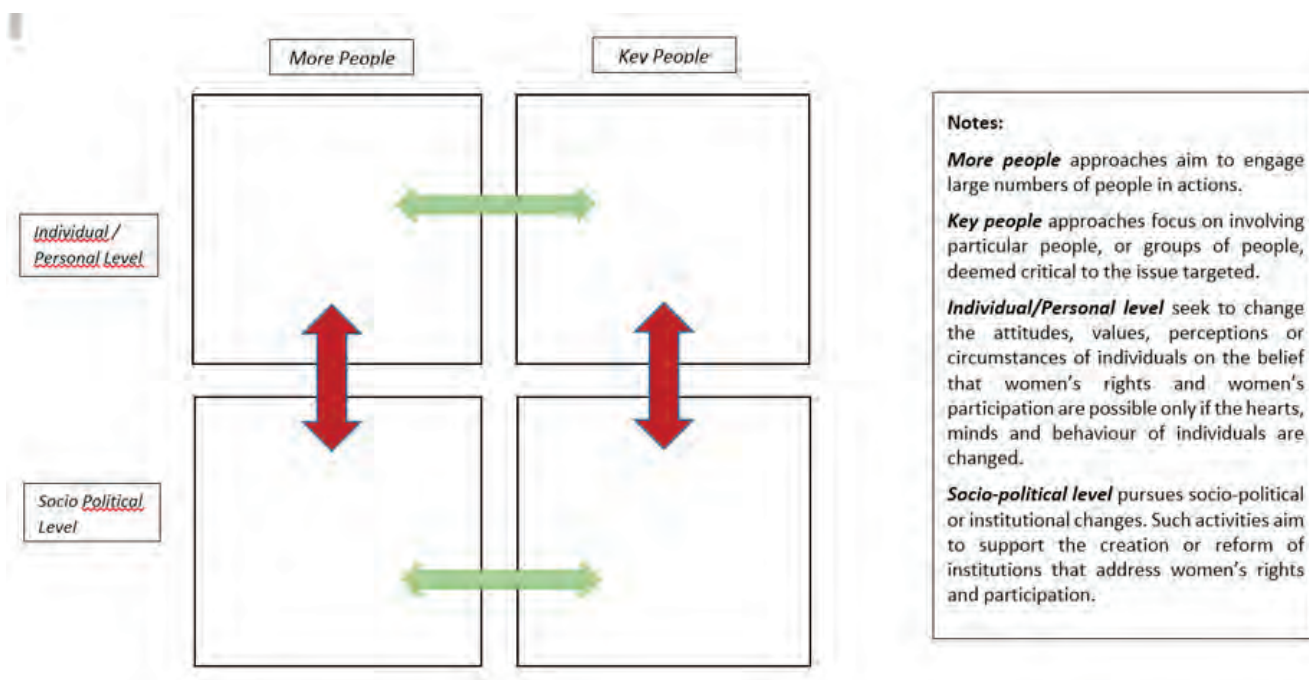 More People
Key People
Individual /
Personal Level
Socio Political
Level
Notes:
More people approaches aim to engage
large numbers of people in actions.
Key people approaches focus on involving
particular people, or groups of people,
deemed critical to the issue targeted.
Individual/Personal level seek to change
the attitudes, values, perceptions or
circumstances of individuals on the belief
that women's rights and women's
participation are possible only if the hearts,
minds and behaviour of individuals are
changed.
Socio-political level pursues socio-political
or institutional changes. Such activities aim
to support the creation or reform of
institutions that address women's rights
and participation.